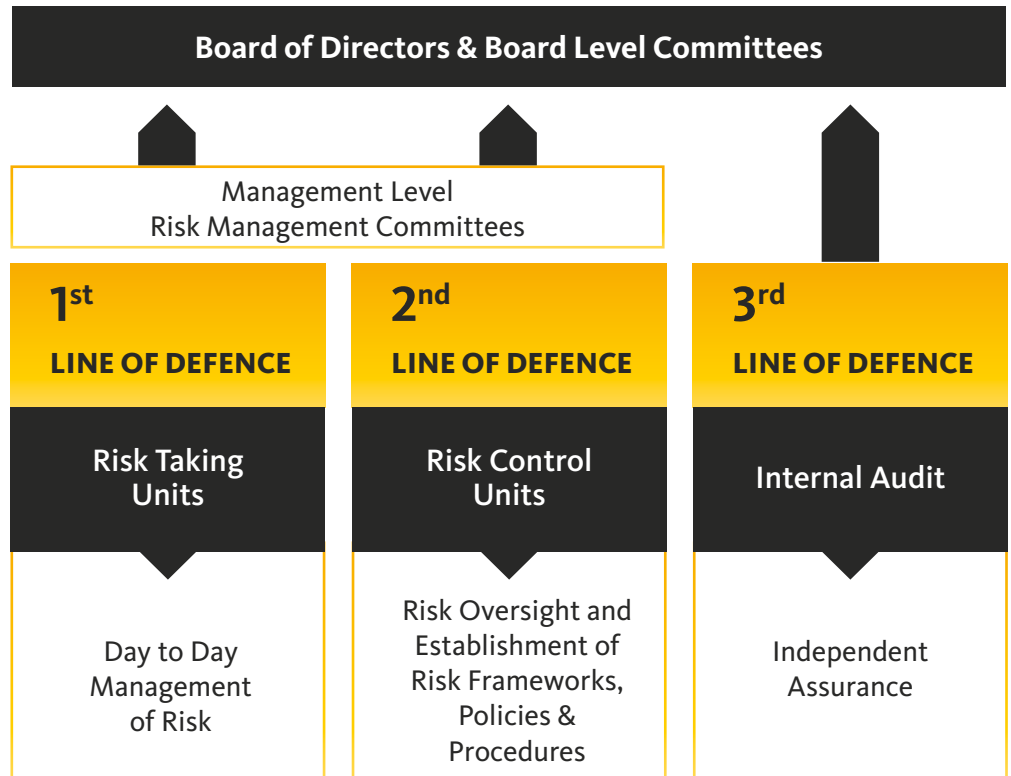 Board of Directors & Board Level Committees
Management Level
Risk Management Committees
1st
LINE OF DEFENCE
Risk Taking
Units
Day to Day
Management
of Risk
2nd
LINE OF DEFENCE
Risk Control
Units
Risk Oversight and
Establishment of
Risk Frameworks,
Policies &
Procedures
3rd
LINE OF DEFENCE
Internal Audit
Independent
Assurance